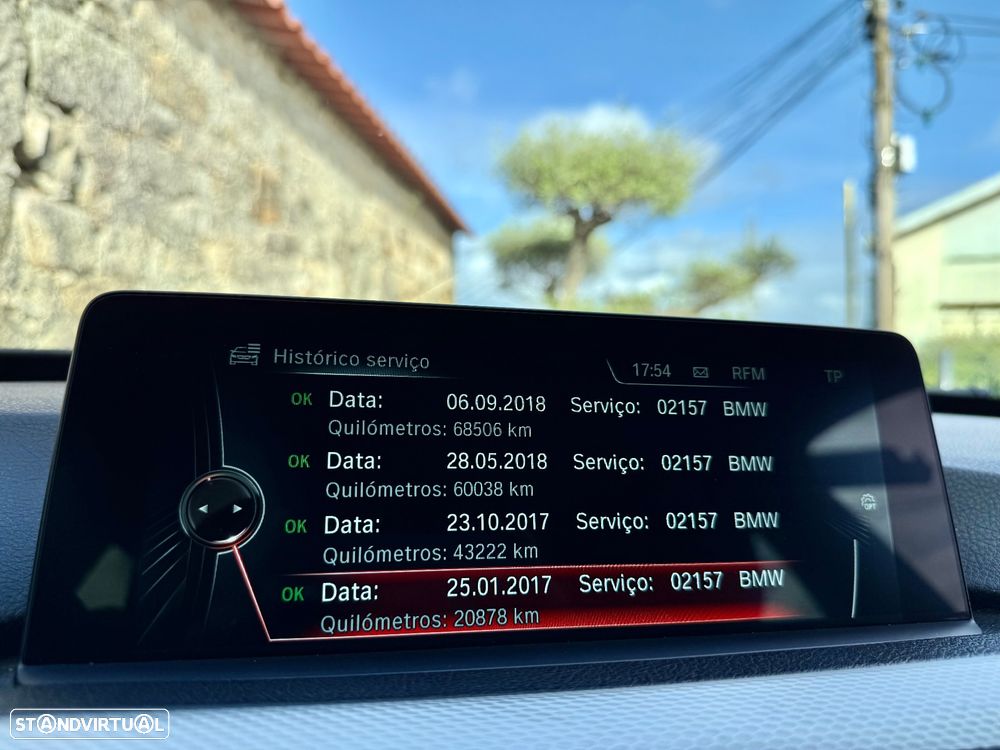 Histórico serviço
17:54 RFM TP
OK Data: 06.09.2018 Serviço: 02157 BMW
Quilómetros: 68506 km
OK Data: 28.05.2018 Serviço: 02157 BMW
Quilómetros: 60038 km
OK Data: 23.10.2017 Serviço: 02157 BMW
Quilómetros: 43222 km
OPT
OK Data: 25.01.2017 Serviço: 02157 BMW
Quilómetros: 20878 km
STANDVIRTUAL